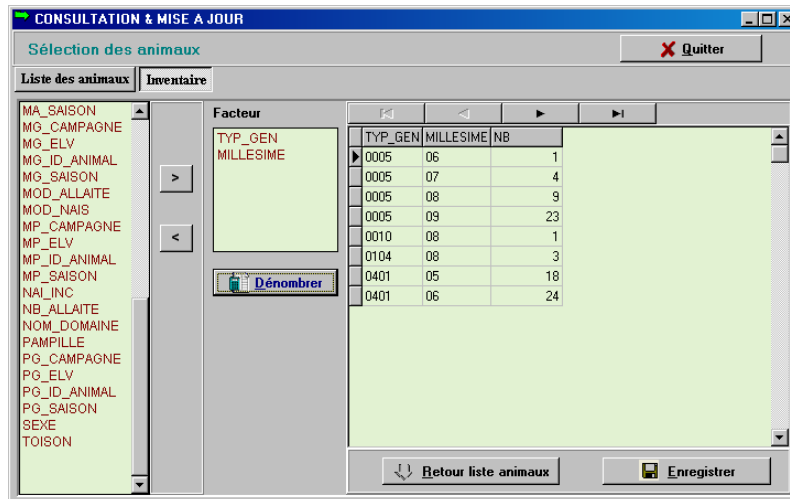 CONSULTATION & MISE A JOUR
Sélection des animaux
Quitter
Liste des animaux
Inventaire
MA_SAISON
MG_CAMPAGNE
MG_ELV
MG_ID_ANIMAL
MG_SAISON
MOD_ALLAITE
MOD_NAIS
MP_CAMPAGNE
MP_ELV
MP_ID_ANIMAL
MP_SAISON
NAI_INC
NB_ALLAITE
NOM_DOMAINE
PAMPILLE
PG_CAMPAGNE
PG_ELV
PG_ID_ANIMAL
PG_SAISON
SEXE
TOISON
>
<
Facteur
TYP_GEN
MILLESIME
Dénombrer
TYP_GEN MILLESIME NB
0005 06 1
0005 07 4
0005 08 9
0005 09 23
0010 08 1
0104 08 3
0401 05 18
0401 06 24
Retour liste animaux
Enregistrer